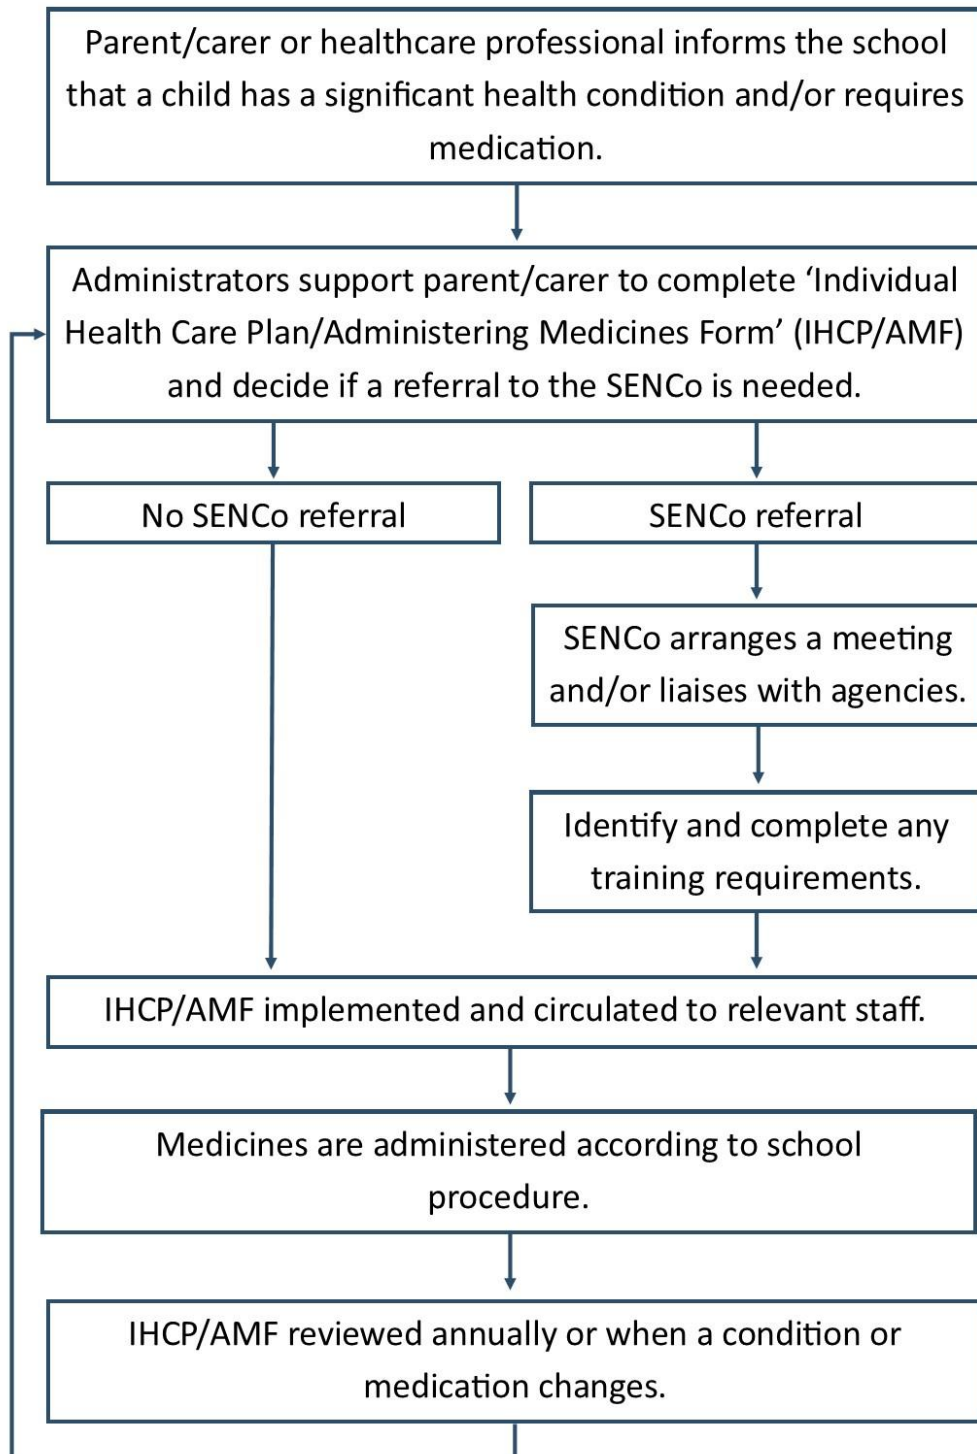 Parent/carer or healthcare professional informs the school
that a child has a significant health condition and/or requires
medication.
Administrators support parent/carer to complete ‘Individual
Health Care Plan/Administering Medicines Form’ (IHCP/AMF)
and decide if a referral to the SENCo is needed.
No SENCo referral
SENCo referral
SENCo arranges a meeting
and/or liaises with agencies.
Identify and complete any
training requirements.
IHCP/AMF implemented and circulated to relevant staff.
Medicines are administered according to school
procedure.
IHCP/AMF reviewed annually or when a condition or
medication changes.